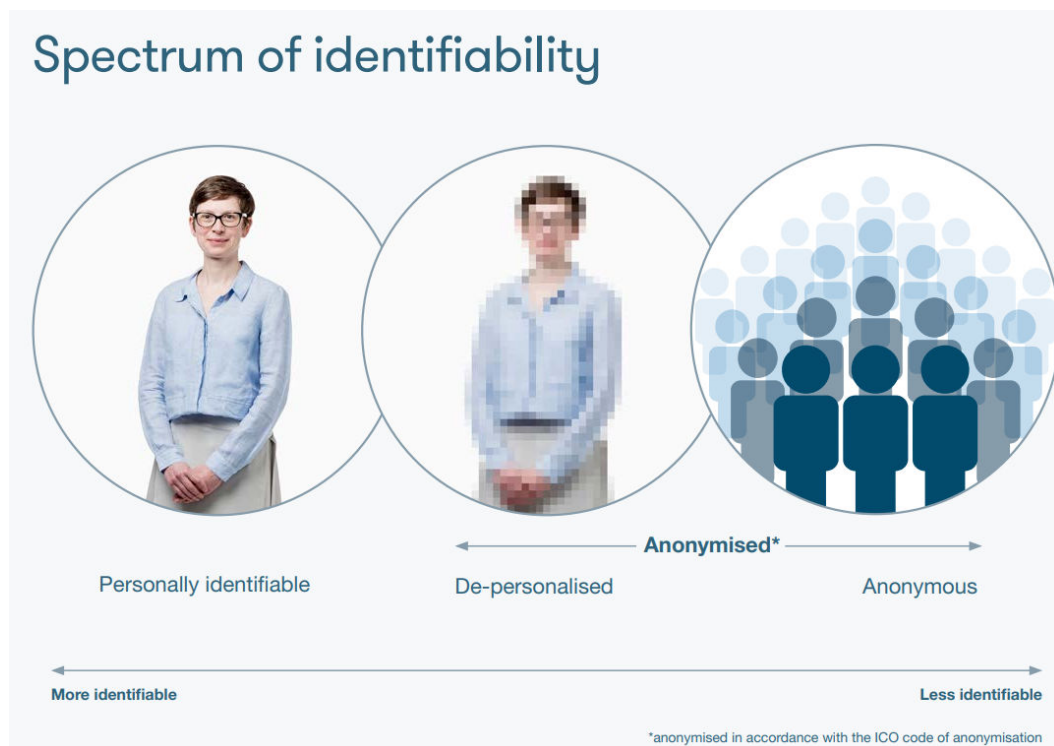 Spectrum of identifiability
Anonymised*
Personally identifiable
De-personalised
Anonymous
More identifiable
Less identifiable
*anonymised in accordance with the ICO code of anonymisation